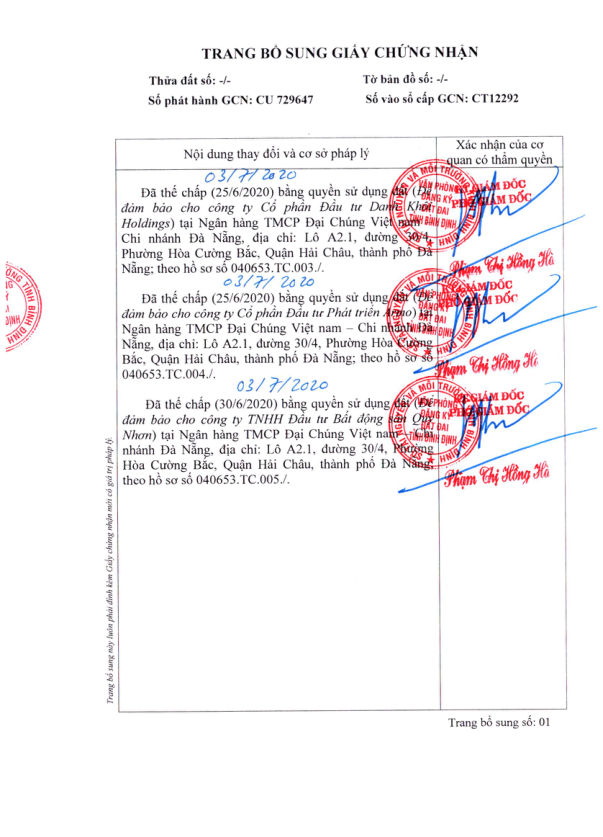 TRANG BỔ SUNG GIẤY CHỨNG NHẬN
Thửa đất số: -/-
Tờ bản đồ số: -/-
Số phát hành GCN: CU 729647
Số vào sổ cấp GCN: CT12292
Nội dung thay đổi và cơ sở pháp lý
Xác nhận của cơ
quan có thẩm quyền
03/7/2020
Đã thế chấp (25/6/2020) bằng quyền sử dụng đất (Để
đảm bảo cho công ty Cổ phần Đầu tư Danh Khôi
Holdings) tại Ngân hàng TMCP Đại Chúng Việt nam –
Chi nhánh Đà Nẵng, địa chỉ: Lô A2.1, đường 30/4,
Phường Hòa Cường Bắc, Quận Hải Châu, thành phố Đà
Nẵng; theo hồ sơ số 040653.TC.003./.
KT.GIÁM ĐỐC
PHÓ GIÁM ĐỐC
Phạm Thị Hồng Hà
03/7/2020
Đã thế chấp (25/6/2020) bằng quyền sử dụng đất (Để
đảm bảo cho công ty Cổ phần Đầu tư Phát triển Armo) tại
Ngân hàng TMCP Đại Chúng Việt nam – Chi nhánh Đà
Nẵng, địa chỉ: Lô A2.1, đường 30/4, Phường Hòa Cường
Bắc, Quận Hải Châu, thành phố Đà Nẵng; theo hồ sơ số
040653.TC.004./.
KT.GIÁM ĐỐC
PHÓ GIÁM ĐỐC
Phạm Thị Hồng Hà
03/7/2020
Đã thế chấp (30/6/2020) bằng quyền sử dụng đất (Để
đảm bảo cho công ty TNHH Đầu tư Bất động sản Quy
Nhơn) tại Ngân hàng TMCP Đại Chúng Việt nam – Chi
nhánh Đà Nẵng, địa chỉ: Lô A2.1, đường 30/4, Phường
Hòa Cường Bắc, Quận Hải Châu, thành phố Đà Nẵng;
theo hồ sơ số 040653.TC.005./.
KT.GIÁM ĐỐC
PHÓ GIÁM ĐỐC
Phạm Thị Hồng Hà
VĂN PHÒNG
ĐĂNG KÝ
ĐẤT ĐAI
TỈNH BÌNH ĐỊNH
Trang bổ sung này luôn phải đính kèm Giấy chứng nhận mới có giá trị pháp lý.
Trang bổ sung số: 01